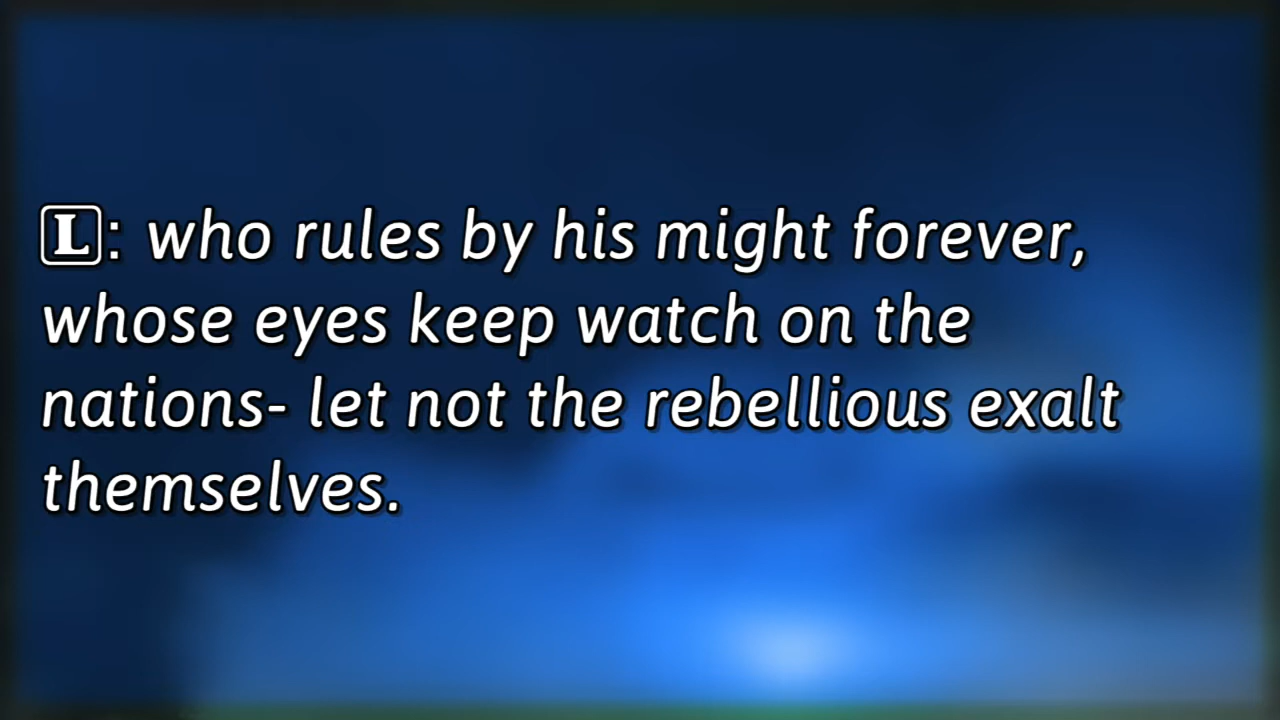 L: who rules by his might forever,
whose eyes keep watch on the
nations- let not the rebellious exalt
themselves.